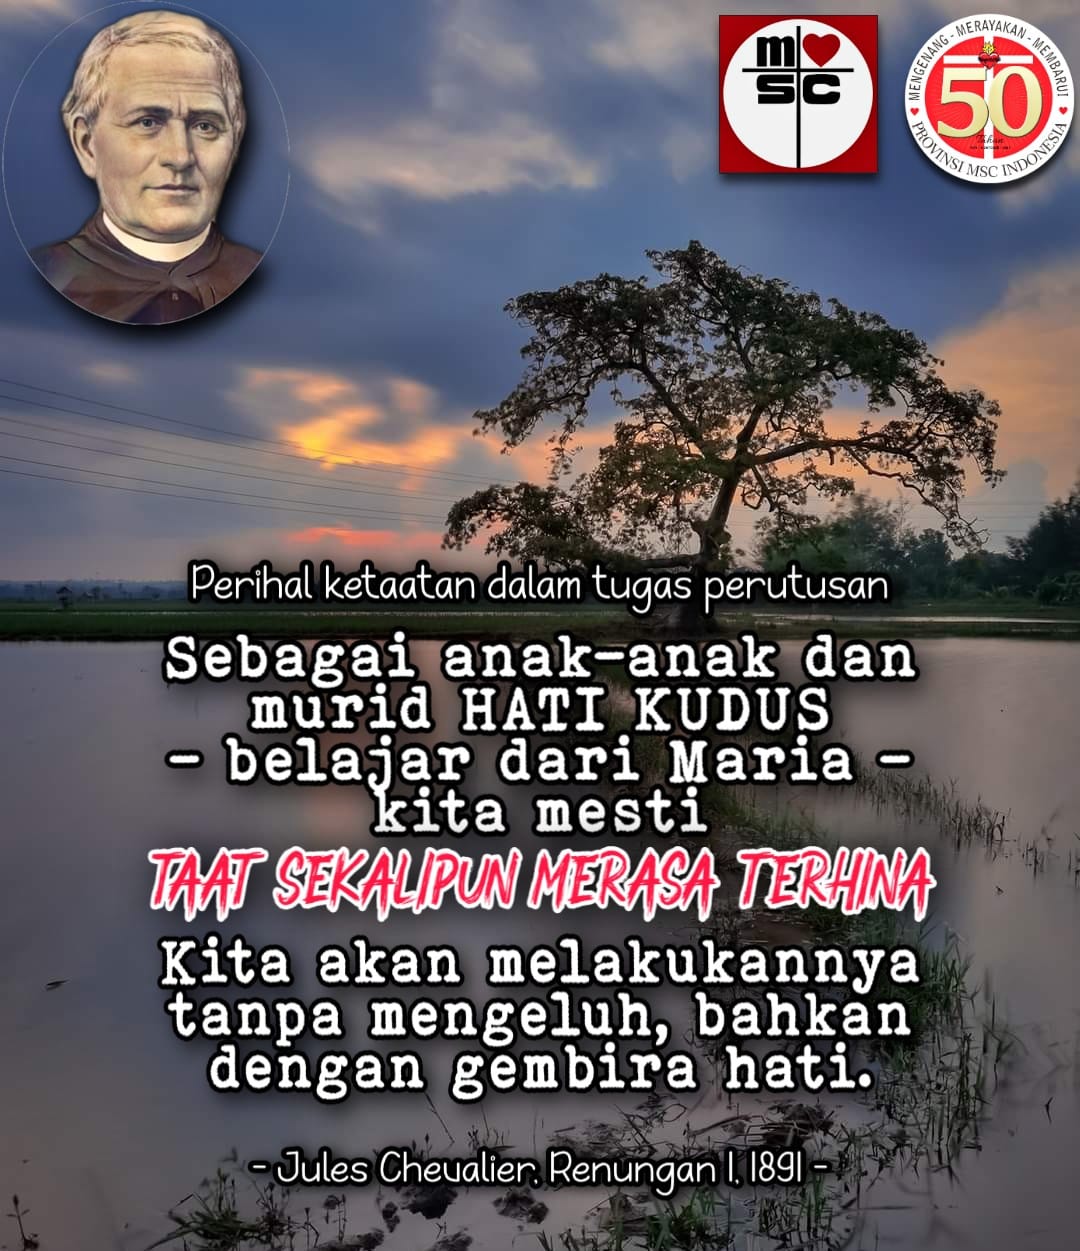 MSC
MENGENANG - MERAYAKAN - MEMBARUI
50
Tahun
PROVINSI MSC INDONESIA
Perihal ketaatan dalam tugas perutusan
Sebagai anak-anak dan
murid HATI KUDUS
- belajar dari Maria -
kita mesti
TAAT SEKALIPUN MERASA TERHINA
Kita akan melakukannya
tanpa mengeluh, bahkan
dengan gembira hati.
- Jules Chevalier, Renungan I, 1891 -